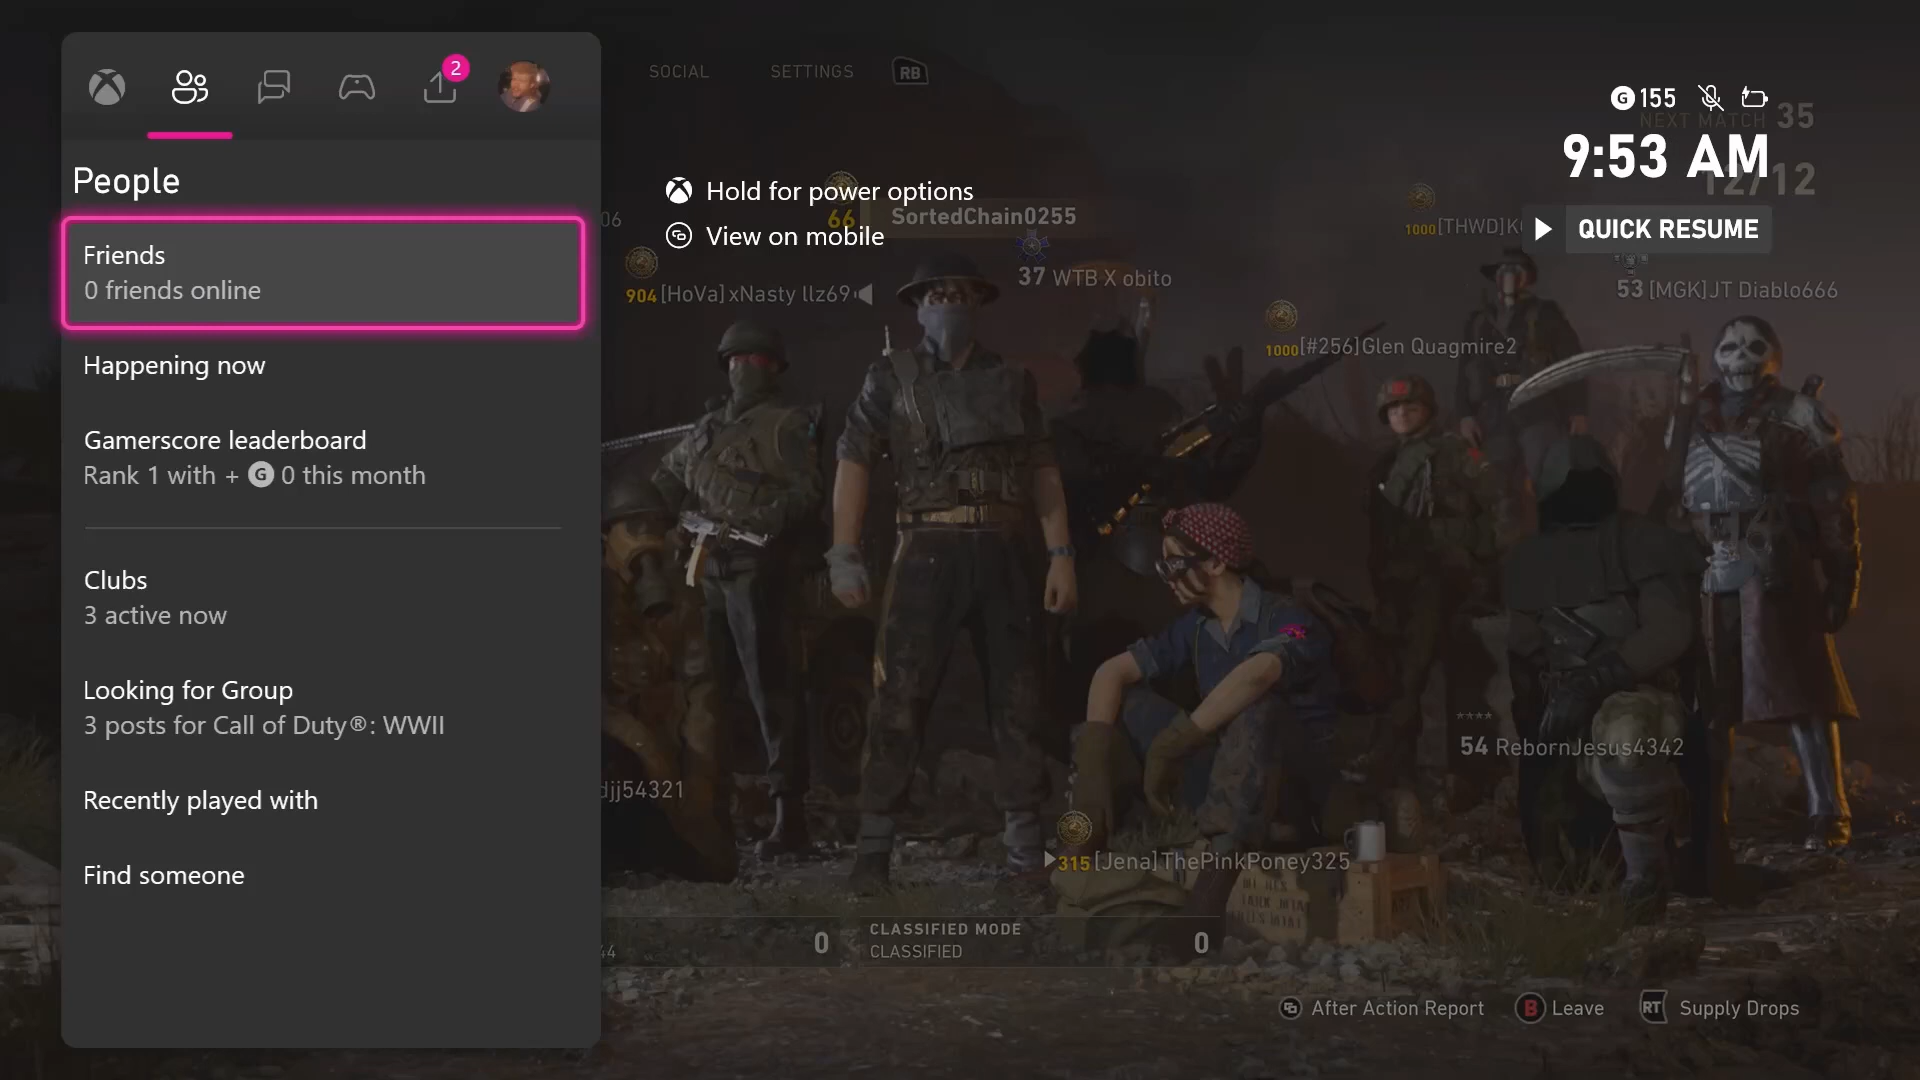 2
SOCIAL
SETTINGS
RB
G 155
NEXT MATCH 35
9:53 AM
12/12
People
Hold for power options
View on mobile
QUICK RESUME
Friends
0 friends online
66 SortedChain0255
37 WTB X obito
904 [HoVa]xNasty llz69
53 [MGK]JT Diablo666
1000 [#256]Glen Quagmire2
Happening now
Gamerscore leaderboard
Rank 1 with + G 0 this month
Clubs
3 active now
Looking for Group
3 posts for Call of Duty®: WWII
54 RebornJesus4342
Recently played with
315 [Jena]ThePinkPoney325
Find someone
0
CLASSIFIED MODE
CLASSIFIED
0
After Action Report
B Leave
RT Supply Drops